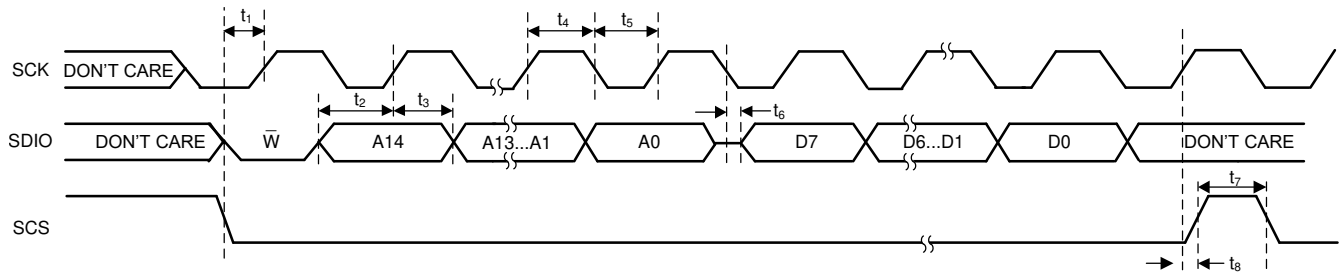 t1 t4 t5
SCK DON'T CARE
t2 t3 t6
SDIO DON'T CARE W̅ A14 A13...A1 A0 D7 D6...D1 D0 DON'T CARE
t7
SCS
t8